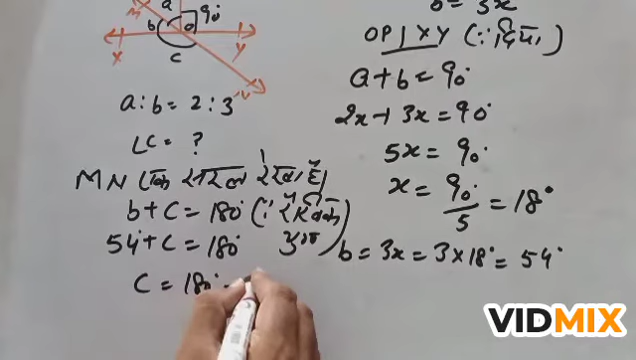 M a 90°
b O
X Y
C
N
a : b = 2 : 3
∠C = ?
MN एक सरल रेखा है
b + C = 180° (∵ रैखिक
54° + C = 180° युग्म)
C = 180° -
b = 3x
OP ⊥ XY (∵ दिया)
a + b = 90°
2x + 3x = 90°
5x = 90°
x = 90°/5 = 18°
b = 3x = 3 × 18° = 54°
VIDMIX